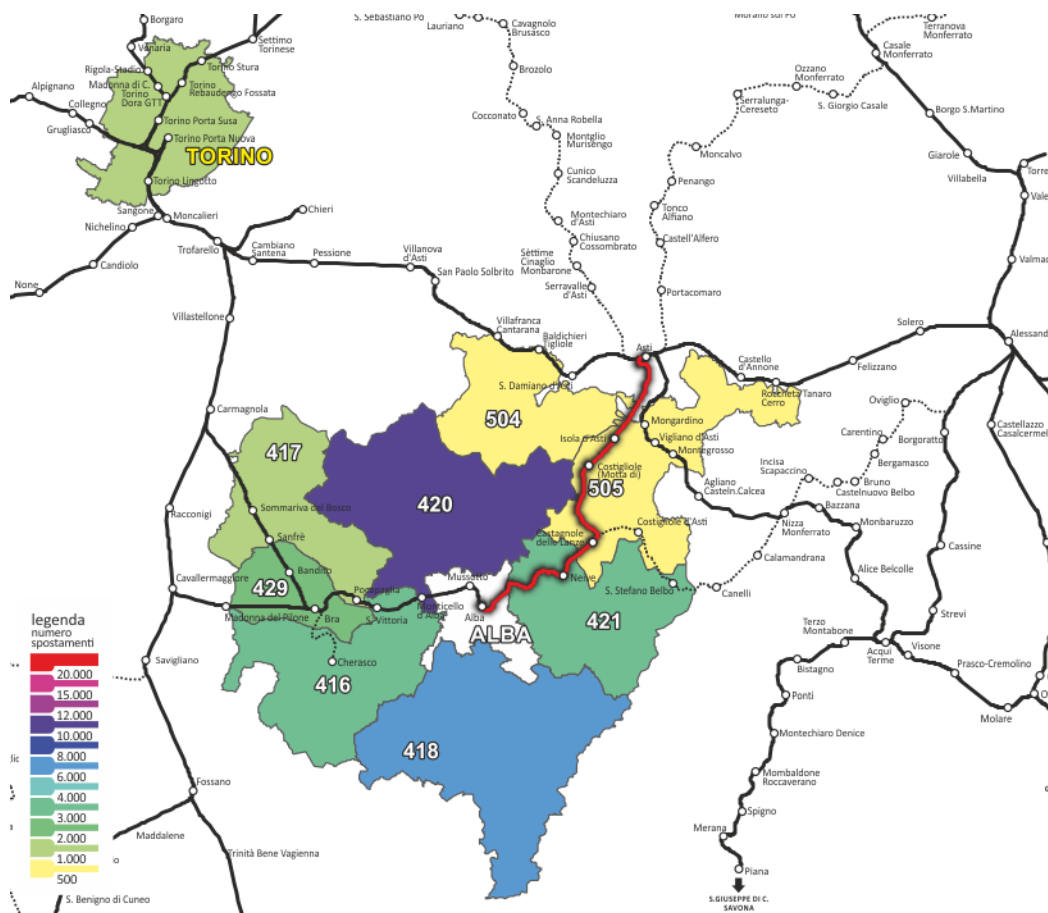 Borgaro
Venaria
Settimo
Torinese
Rigola-Stadio
Torino Stura
Madonna di C.
Torino
Dora GTT
Torino
Rebaudengo Fossata
Alpignano
Collegno
Grugliasco
Torino Porta Susa
Torino Porta Nuova
TORINO
Torino Lingotto
Sangone
Moncalieri
Nichelino
Chieri
Trofarello
Cambiano
Santena
Pessione
Candiolo
None
Villanova
d'Asti
San Paolo Solbrito
Villastellone
Villafranca
Cantarana
Baldichieri
Tigliole
S. Damiano d'Asti
S. Sebastiano Po
Lauriano
Cavagnolo
Brusasco
Brozolo
Cocconato
S. Anna Robella
Montglio
Murisengo
Cunico
Scandeluzza
Montechiaro
d'Asti
Chiusano
Cossombrato
Sèttime
Cinaglio
Monbarone
Serravalle
d'Asti
Asti
Terranova
Monferrato
Casale
Monferrato
Ozzano
Monferrato
S. Giorgio Casale
Serralunga-
Cereseto
Moncalvo
Penango
Tonco
Alfiano
Castell'Alfero
Portacomaro
Borgo S.Martino
Giarole
Villabella
Torre
Vale
Valmad
Solero
Alessand
Felizzano
Castello
d'Annone
Rocchetta Tanaro
Cerro
Castellazzo
Casalcermel
Oviglio
Carentino
Borgoratto
Bergamasco
Bruno
Castelnuovo Belbo
Incisa
Scapaccino
Mongardino
Vigliano d'Asti
Montegrosso
Isola d'Asti
Costigliole
(Motta di)
Agliano
Casteln.Calcea
Costigliole d'Asti
Castagnole
delle Lanze
Neive
S. Stefano Belbo
Canelli
Calamandrana
Nizza
Monferrato
Bazzana
Monbaruzzo
Alice Belcolle
Cassine
Strevi
Terzo
Montabone
Acqui
Terme
Visone
Prasco-Cremolino
Molare
Bistagno
Ponti
Montechiaro Denice
Mombaldone
Roccaverano
Spigno
Merana
Piana
S.GIUSEPPE DI C.
SAVONA
Carmagnola
Racconigi
Sommariva del Bosco
Sanfrè
Bandito
Cavallermaggiore
Madonna del Pilone
Bra
Pocapaglia
S. Vittoria
Monticello
d'Alba
Mussotto
Alba
ALBA
Cherasco
Savigliano
Fossano
Maddalene
Trinità Bene Vagienna
S. Benigno di Cuneo
504
417
420
505
429
421
416
418
legenda
numero
spostamenti
20.000
15.000
12.000
10.000
8.000
6.000
4.000
3.000
2.000
1.000
500